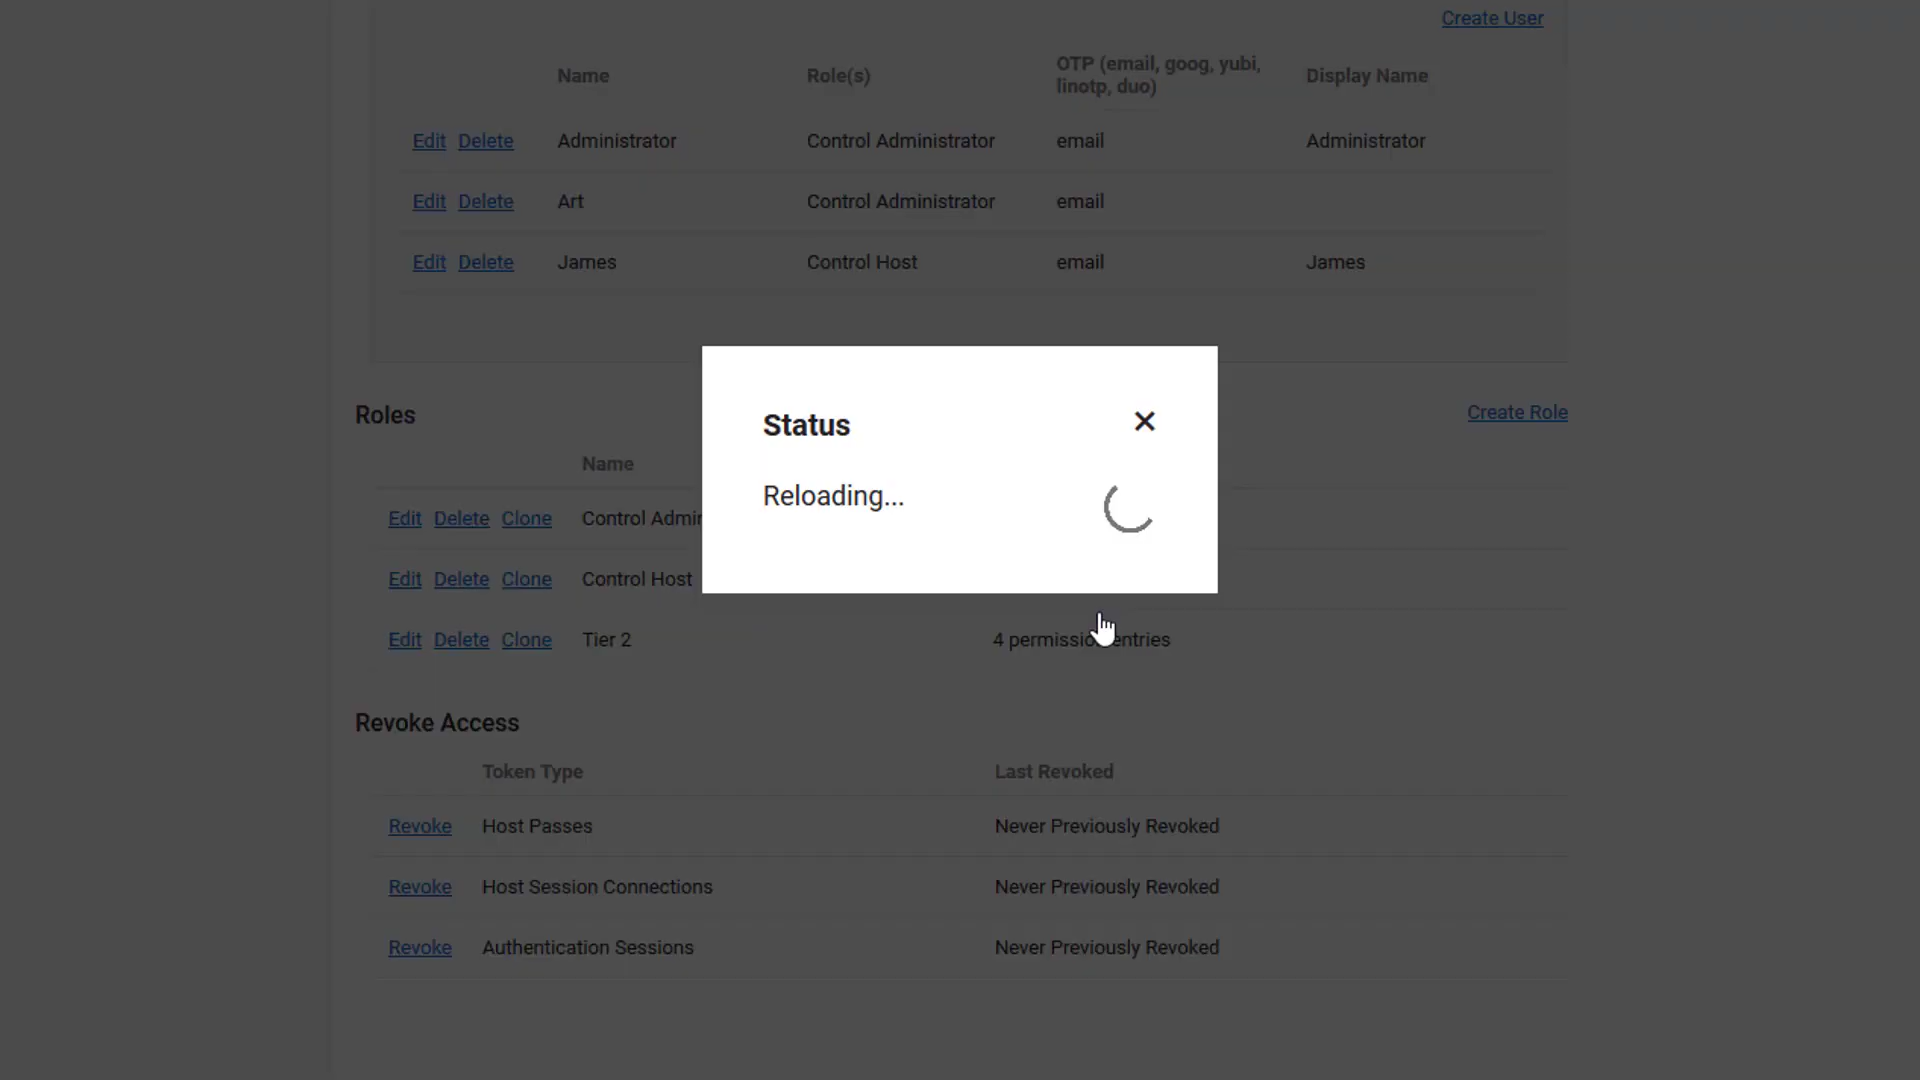 Create User
Name Role(s) OTP (email, goog, yubi, linotp, duo) Display Name
Edit Delete Administrator Control Administrator email Administrator
Edit Delete Art Control Administrator email
Edit Delete James Control Host email James
Roles Create Role
Name
Edit Delete Clone Control Admin
Edit Delete Clone Control Host
Edit Delete Clone Tier 2 4 permission entries
Status ×
Reloading...
Revoke Access
Token Type Last Revoked
Revoke Host Passes Never Previously Revoked
Revoke Host Session Connections Never Previously Revoked
Revoke Authentication Sessions Never Previously Revoked